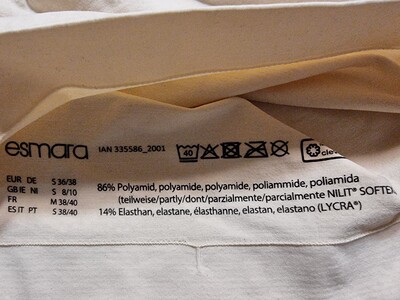 esmara IAN 335586_2001 40
EUR DE S 36/38
GB IE NI S 8/10
FR M 38/40
ES IT PT S 38/40
86% Polyamid, polyamide, polyamide, poliammide, poliamida
(teilweise/partly/dont/parzialmente/parcialmente NILIT®
14% Elasthan, elastane, élasthanne, elastan, elastano (LYCRA®)